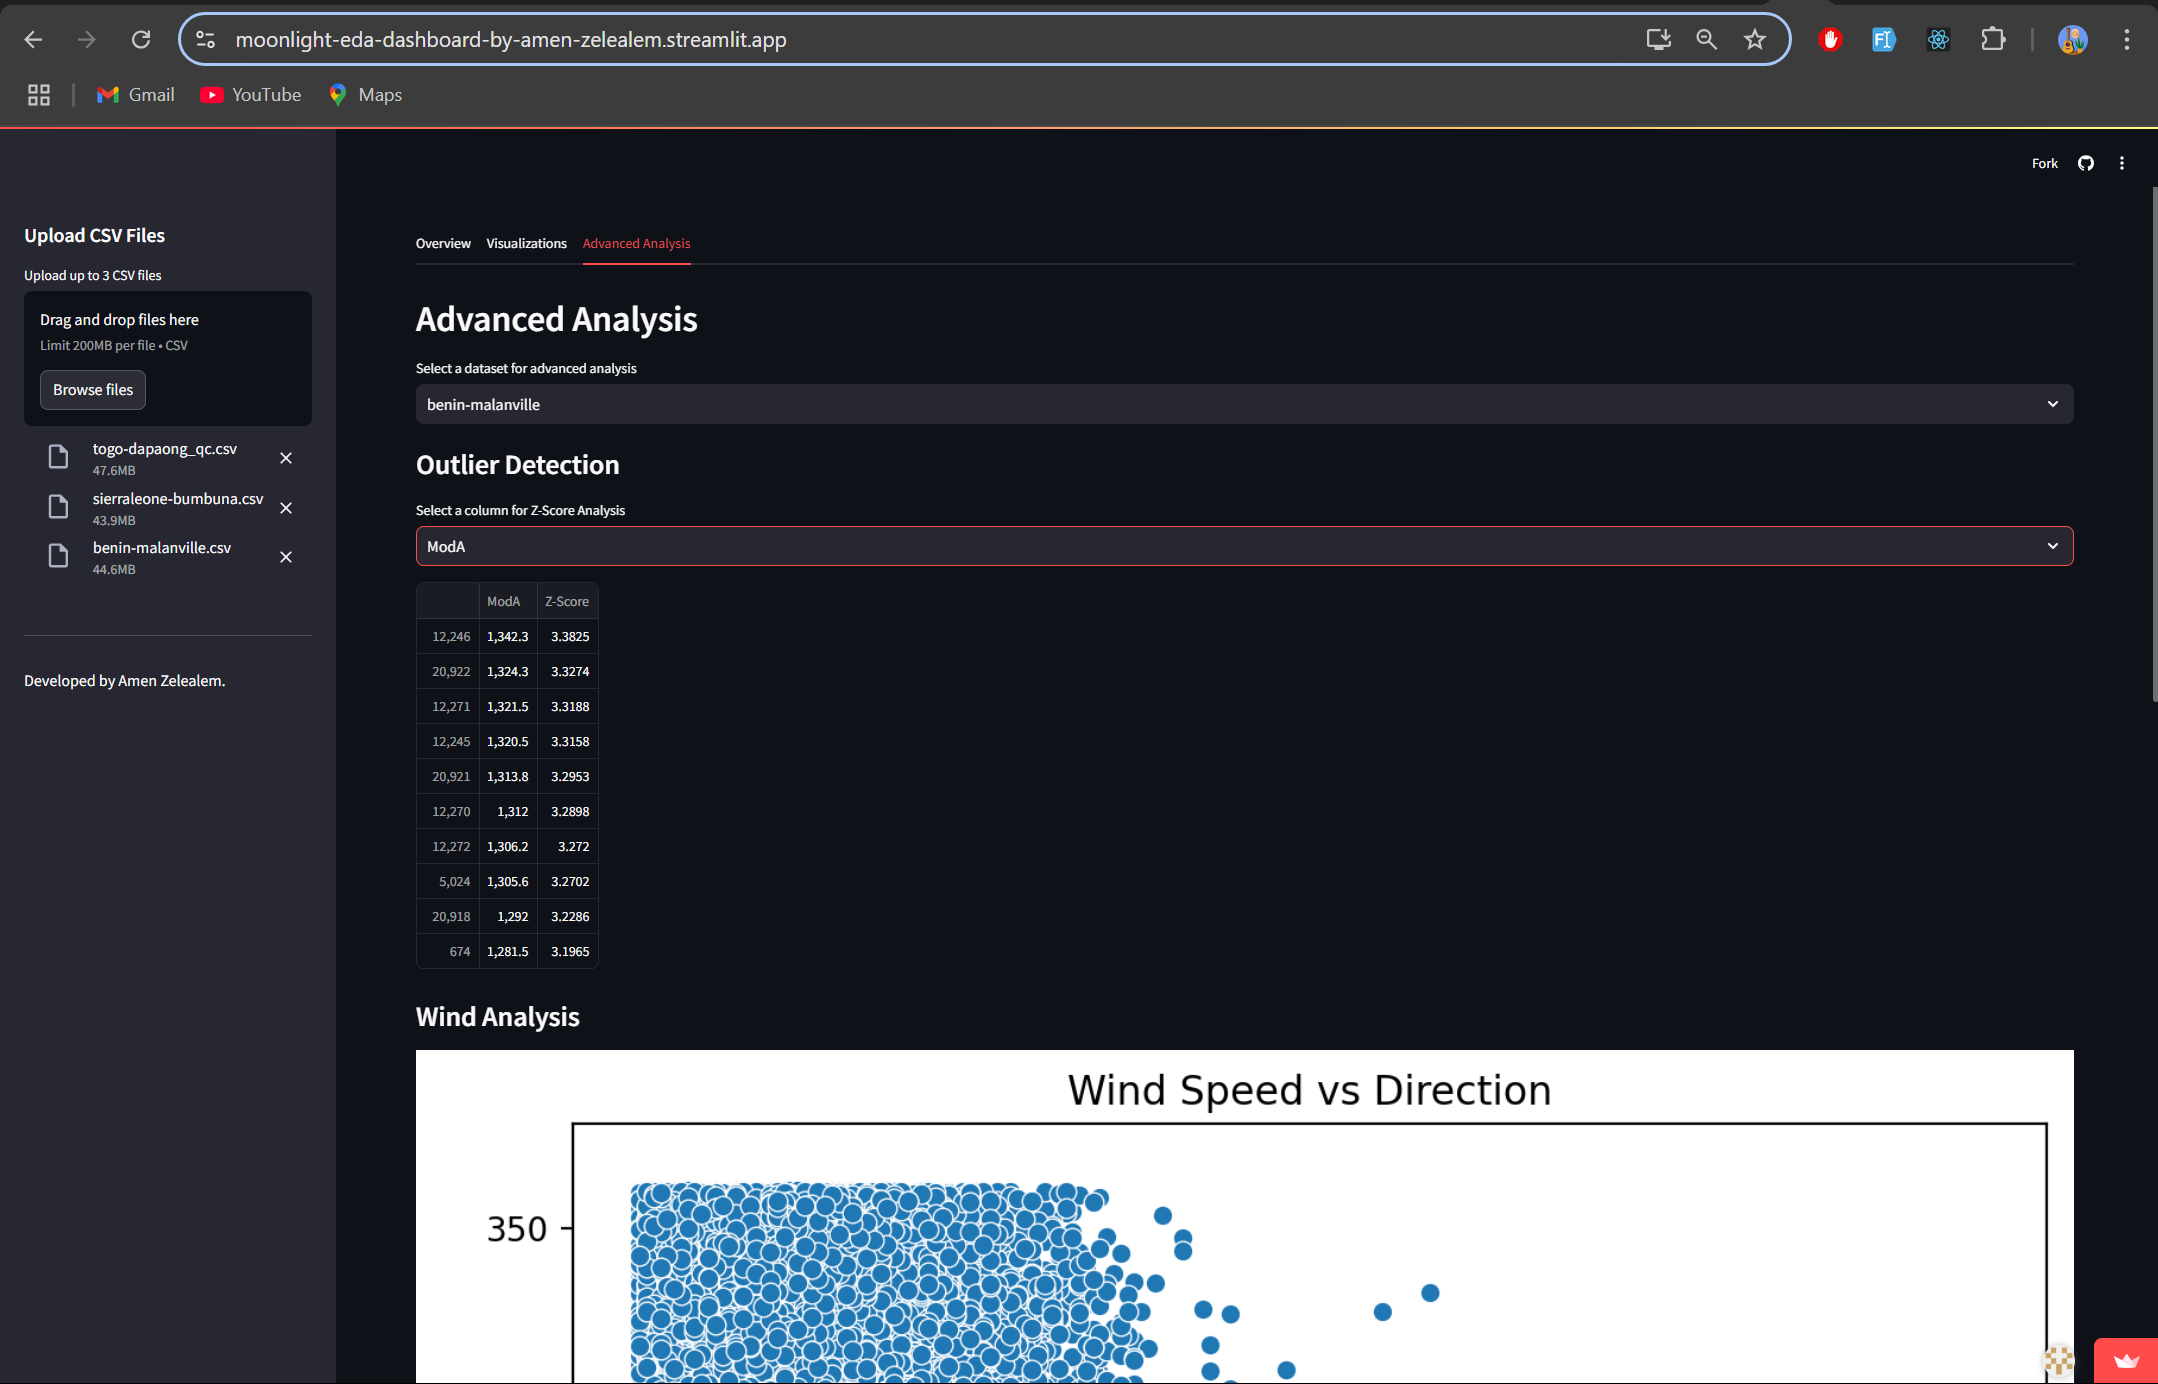 moonlight-eda-dashboard-by-amen-zelealem.streamlit.app
Gmail YouTube Maps
Fork
Upload CSV Files
Upload up to 3 CSV files
Drag and drop files here
Limit 200MB per file • CSV
Browse files
togo-dapaong_qc.csv
47.6MB
sierraleone-bumbuna.csv
43.9MB
benin-malanville.csv
44.6MB
Developed by Amen Zelealem.
Overview Visualizations Advanced Analysis
Advanced Analysis
Select a dataset for advanced analysis
benin-malanville
Outlier Detection
Select a column for Z-Score Analysis
ModA
ModA Z-Score
12,246 1,342.3 3.3825
20,922 1,324.3 3.3274
12,271 1,321.5 3.3188
12,245 1,320.5 3.3158
20,921 1,313.8 3.2953
12,270 1,312 3.2898
12,272 1,306.2 3.272
5,024 1,305.6 3.2702
20,918 1,292 3.2286
674 1,281.5 3.1965
Wind Analysis
Wind Speed vs Direction
350